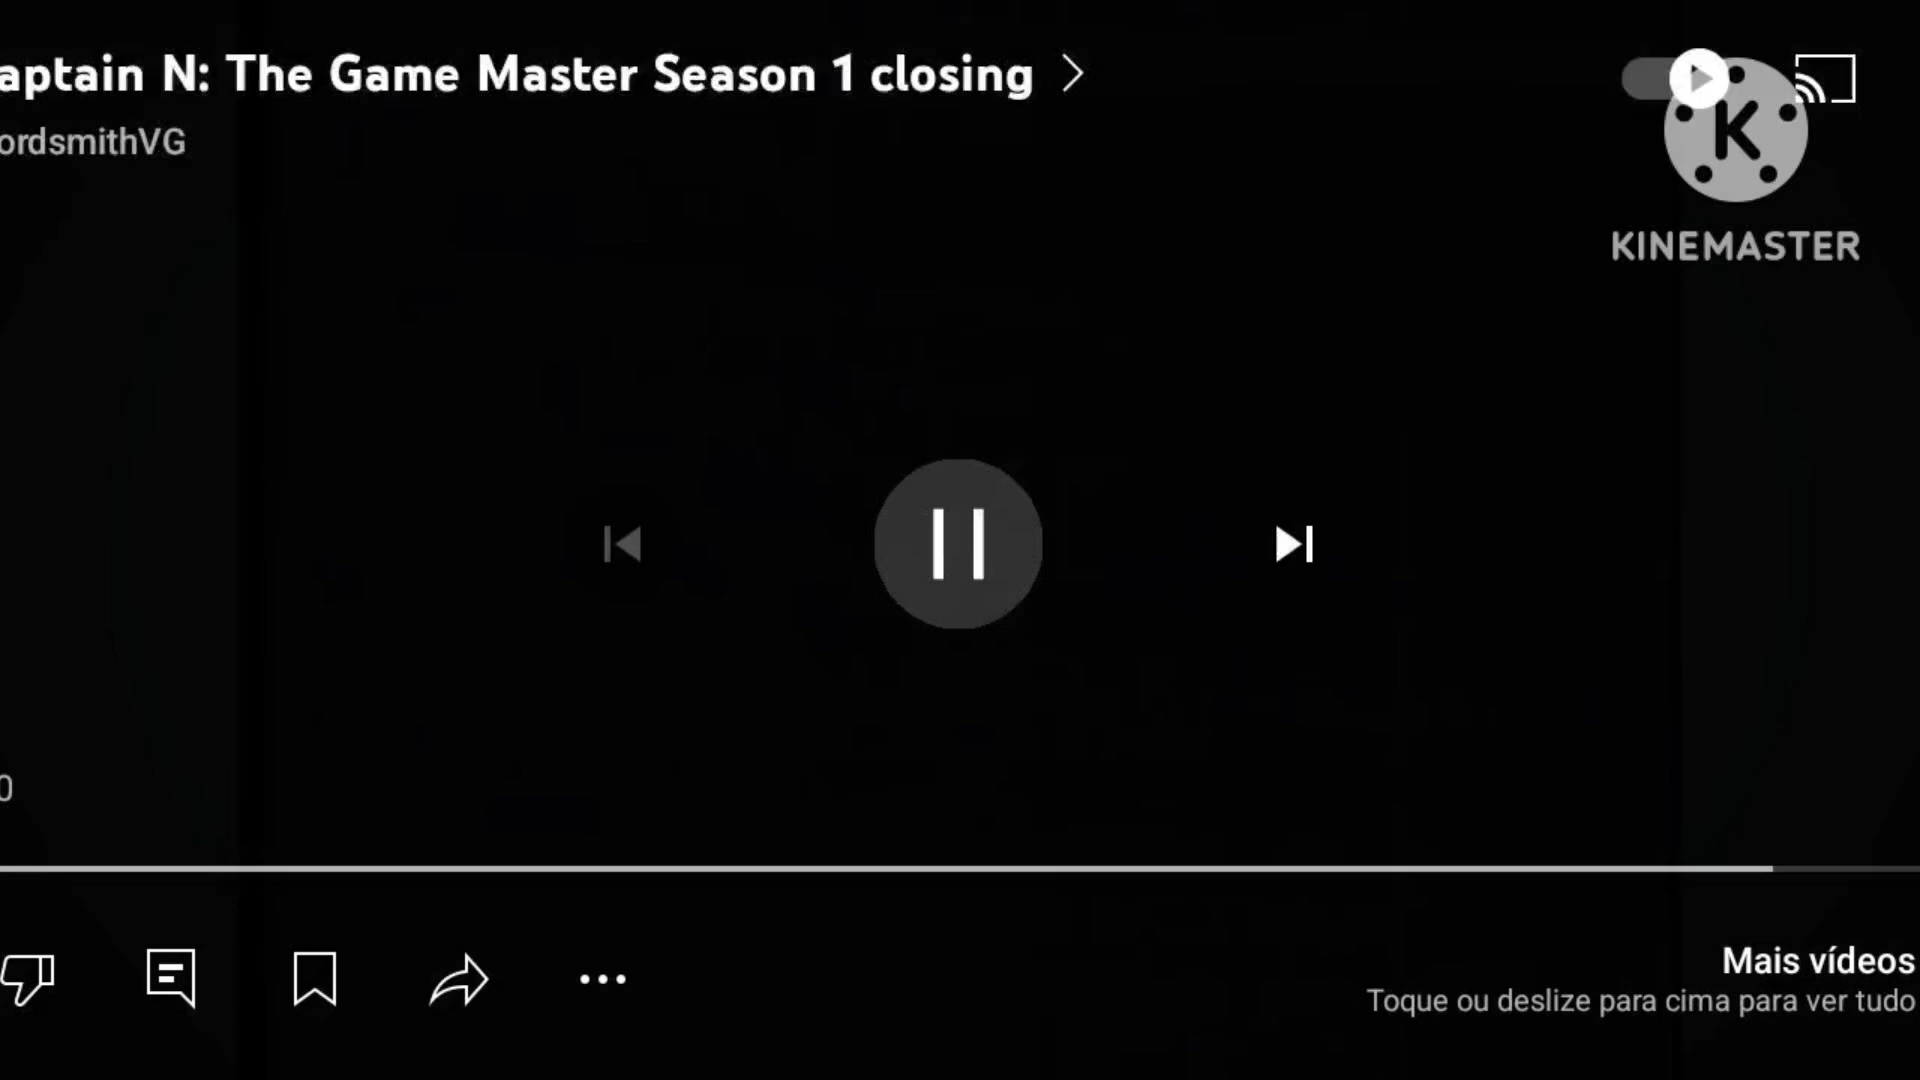 aptain N: The Game Master Season 1 closing
ordsmithVG
K
KINEMASTER
0
Mais vídeos
Toque ou deslize para cima para ver tudo